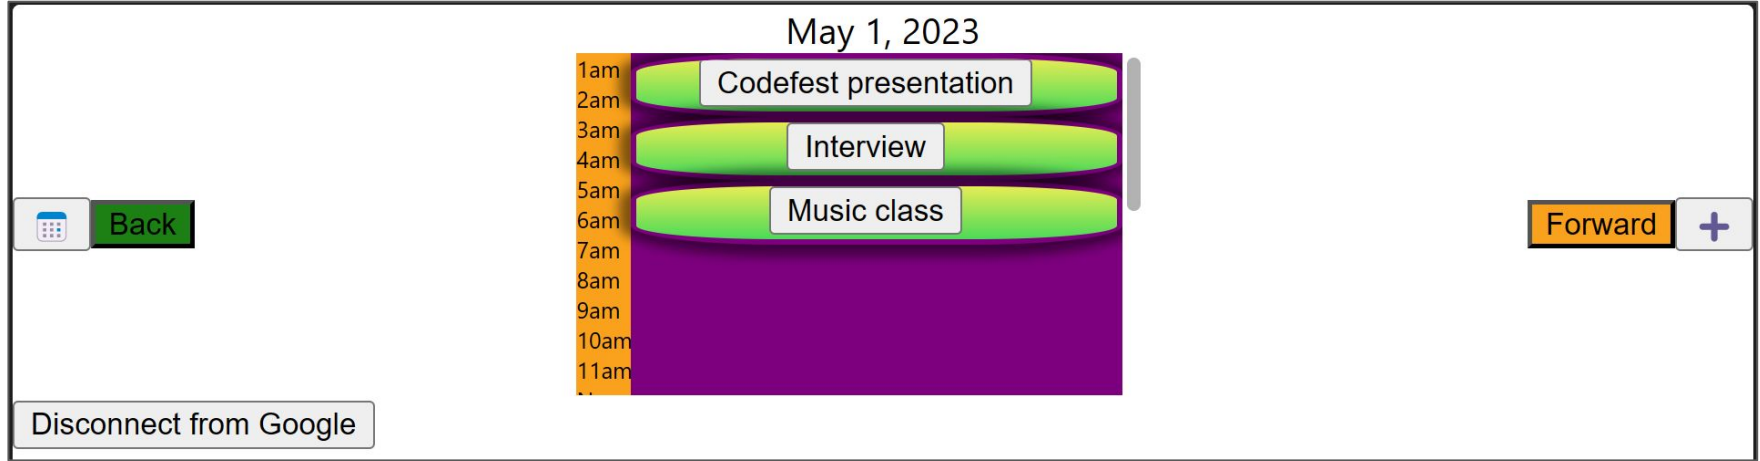 May 1, 2023
1am
2am
3am
4am
5am
6am
7am
8am
9am
10am
11am
Codefest presentation
Interview
Music class
Back
Forward
+
Disconnect from Google